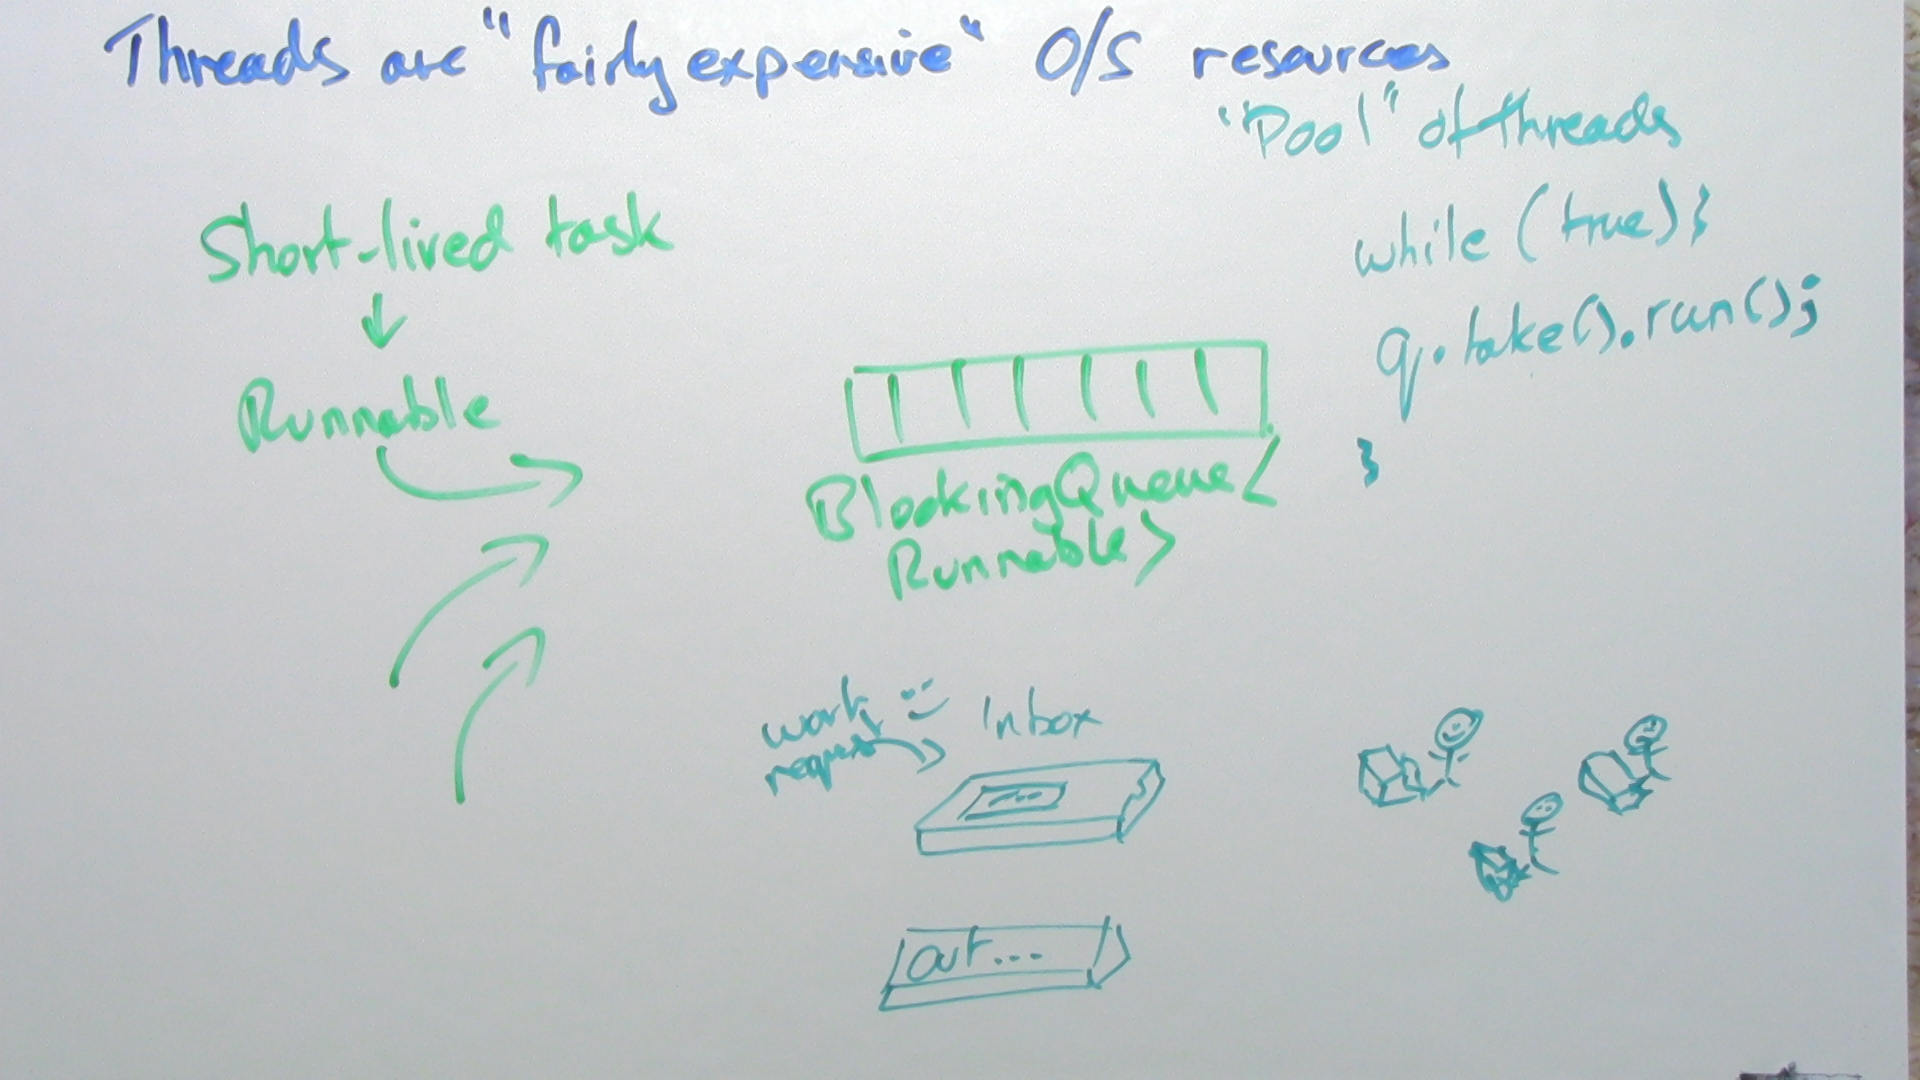 Threads are "fairly expensive" O/S resources
"Pool" of threads
while (true) {
q.take().run();
}
Short-lived task
Runnable
BlockingQueue<
Runnable>
work
request
Inbox
out...